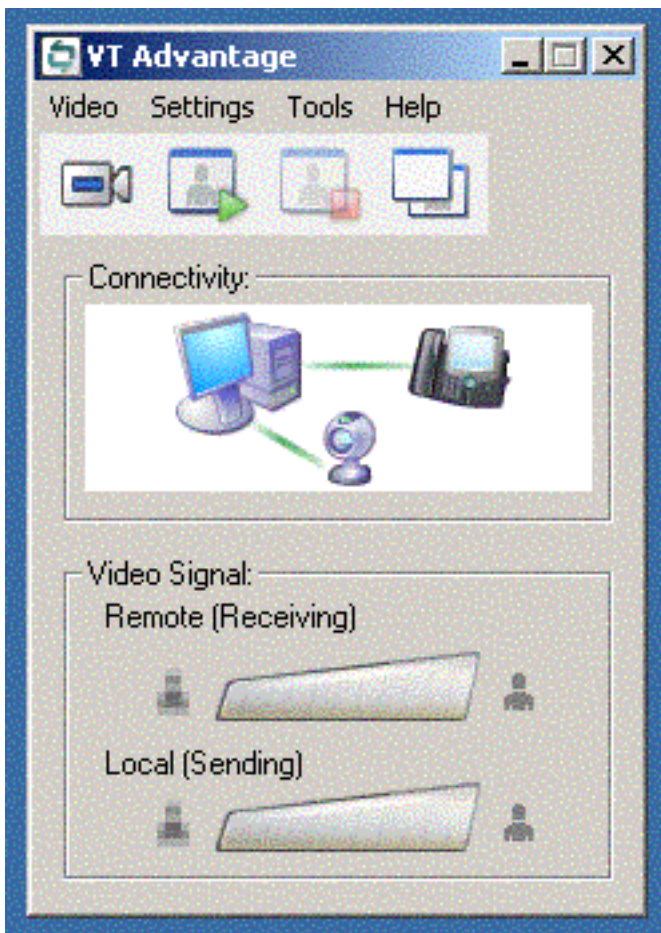 VT Advantage
Video Settings Tools Help
Connectivity:
Video Signal:
Remote (Receiving)
Local (Sending)